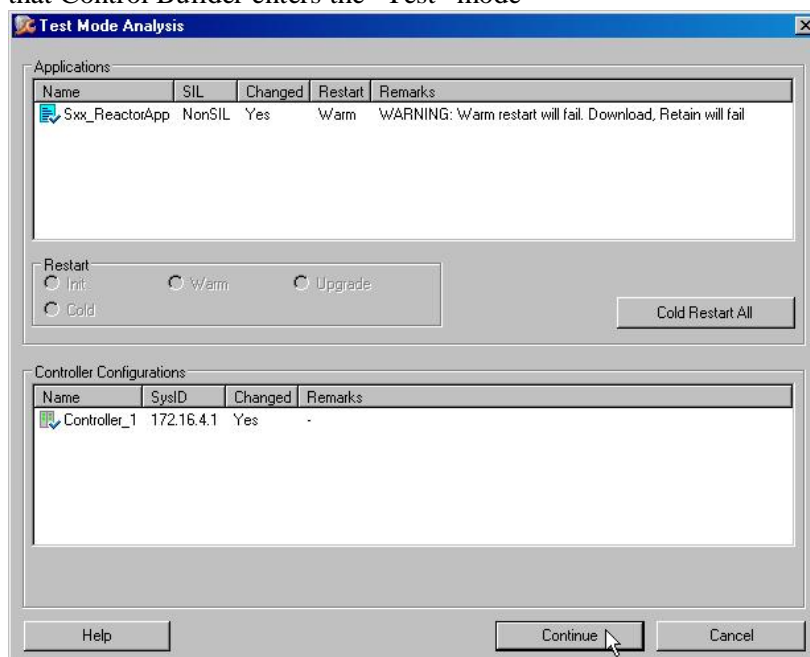 that Control Builder enters the "Test" mode
Test Mode Analysis
Applications
Name SIL Changed Restart Remarks
Sxx_ReactorApp NonSIL Yes Warm WARNING: Warm restart will fail. Download, Retain will fail
Restart
Init Warm Upgrade
Cold
Cold Restart All
Controller Configurations
Name SysID Changed Remarks
Controller_1 172.16.4.1 Yes -
Help Continue Cancel